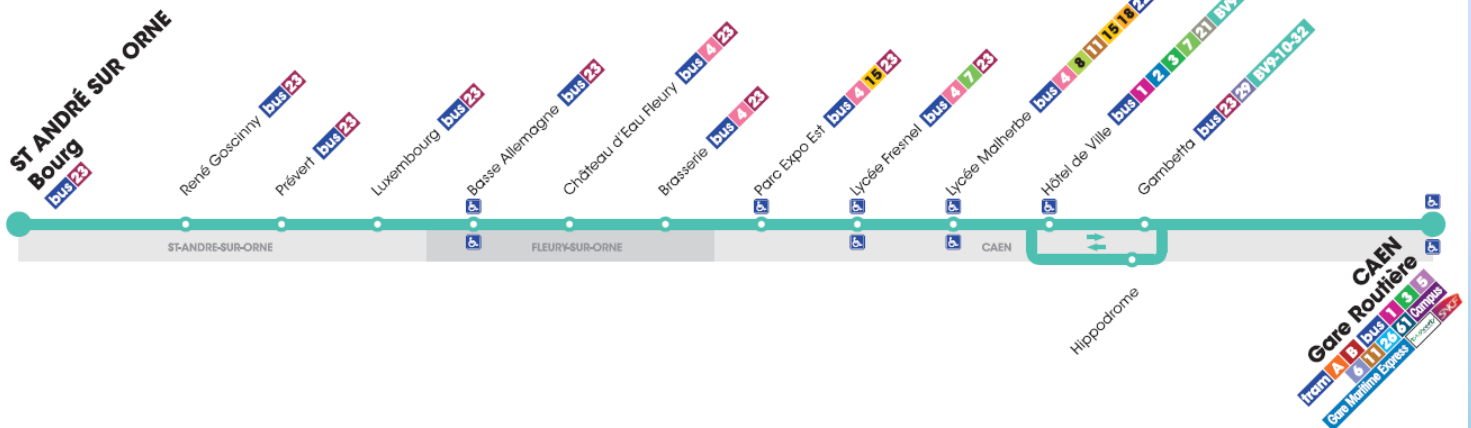 ST ANDRÉ SUR ORNE
Bourg
bus 23
René Goscinny bus 23
Prévert bus 23
Luxembourg bus 23
Basse Allemagne bus 23
Château d'Eau Fleury bus 4 23
Brasserie bus 4 23
Parc Expo Est bus 4 15 23
Lycée Fresnel bus 4 7 23
Lycée Malherbe bus 4 8 11 15 18
Hôtel de Ville bus 1 2 3 7 21
Gambetta bus 23 29 BV9-10-32
ST-ANDRE-SUR-ORNE
FLEURY-SUR-ORNE
CAEN
Hippodrome
CAEN
Gare Routière
tram A B bus 1 3 5
6 11 26 61 Campus
Gare Maritime Express
SNCF